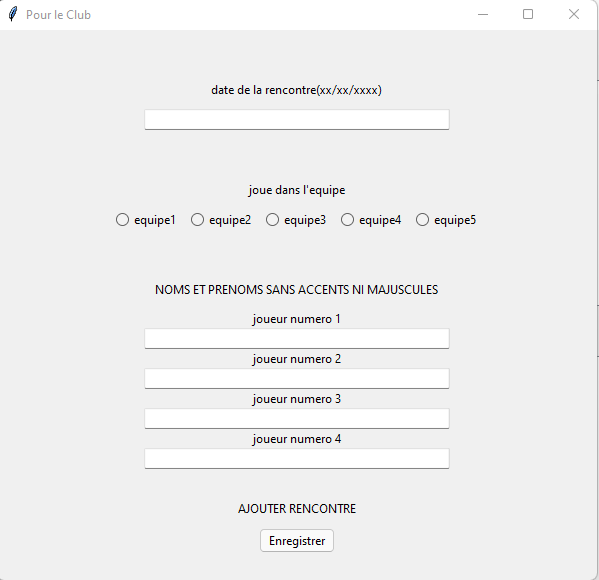 Pour le Club
date de la rencontre(xx/xx/xxxx)
joue dans l'equipe
equipe1 equipe2 equipe3 equipe4 equipe5
NOMS ET PRENOMS SANS ACCENTS NI MAJUSCULES
joueur numero 1
joueur numero 2
joueur numero 3
joueur numero 4
AJOUTER RENCONTRE
Enregistrer